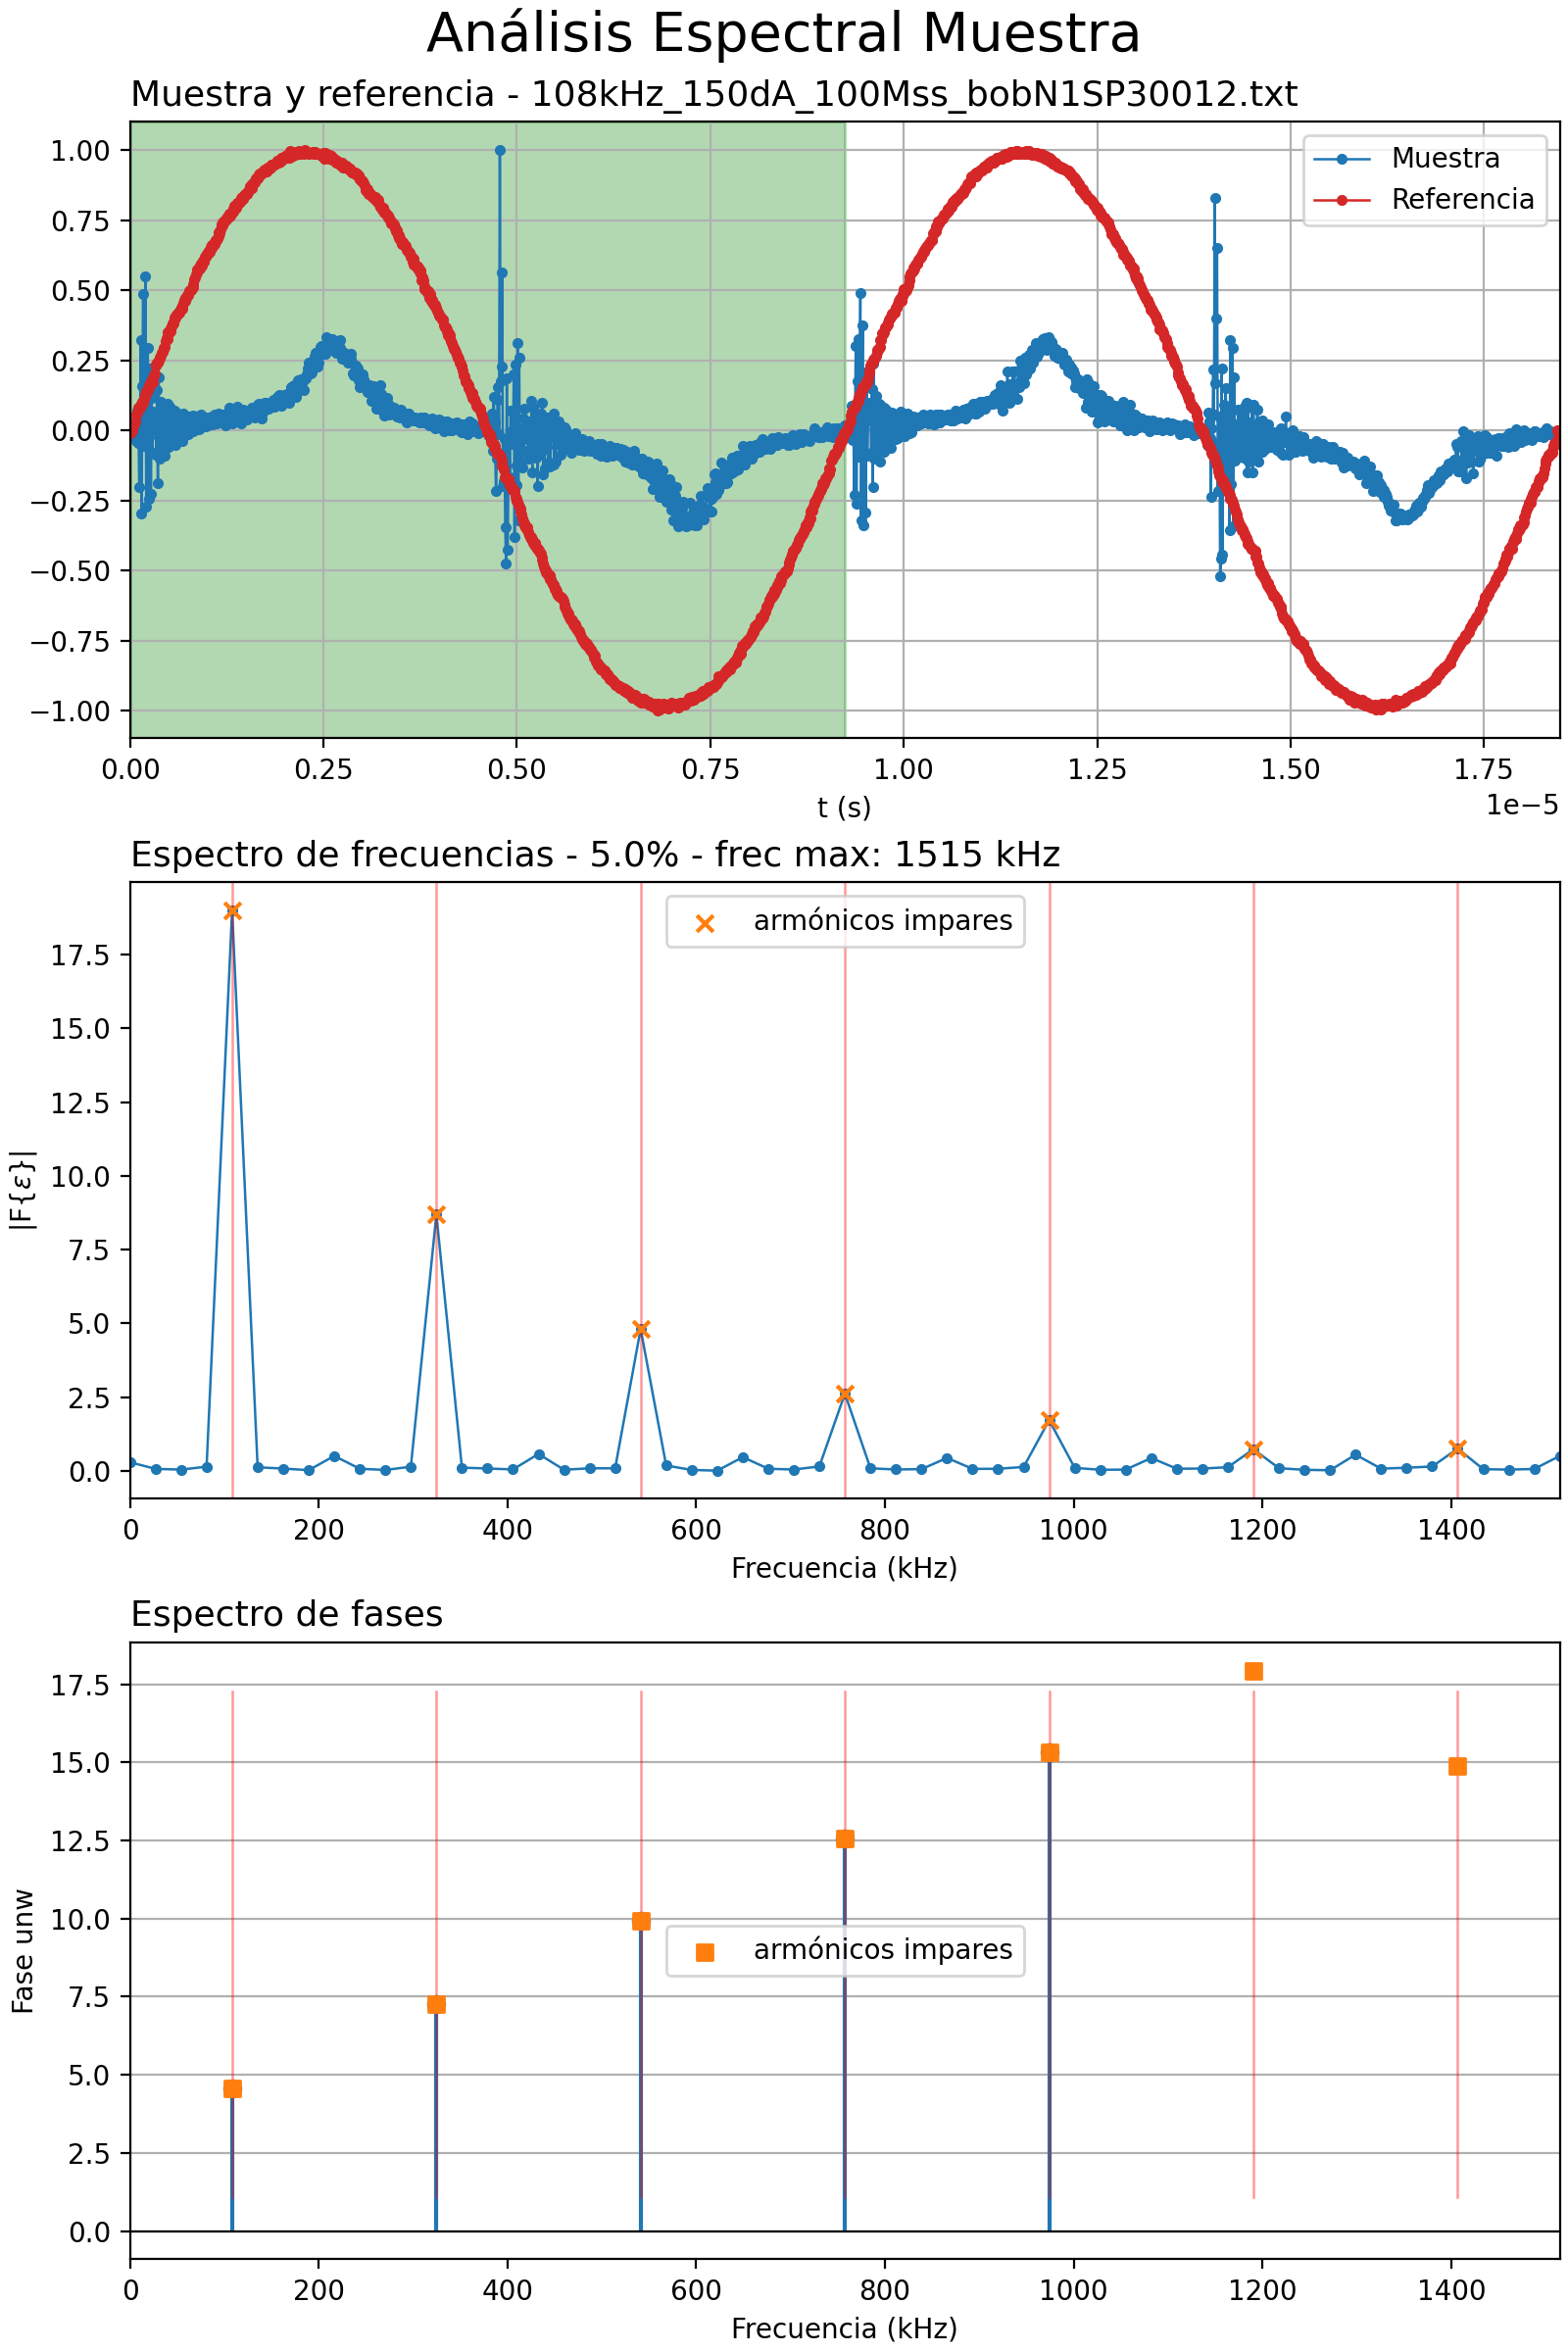 Análisis Espectral Muestra
Muestra y referencia - 108kHz_150dA_100Mss_bobN1SP30012.txt
1.00
0.75
0.50
0.25
0.00
−0.25
−0.50
−0.75
−1.00
Muestra
Referencia
0.00 0.25 0.50 0.75 1.00 1.25 1.50 1.75
1e−5
t (s)
Espectro de frecuencias - 5.0% - frec max: 1515 kHz
armónicos impares
17.5
15.0
12.5
10.0
7.5
5.0
2.5
0.0
|F{ε}|
0 200 400 600 800 1000 1200 1400
Frecuencia (kHz)
Espectro de fases
17.5
15.0
12.5
10.0
7.5
5.0
2.5
0.0
Fase unw
armónicos impares
0 200 400 600 800 1000 1200 1400
Frecuencia (kHz)